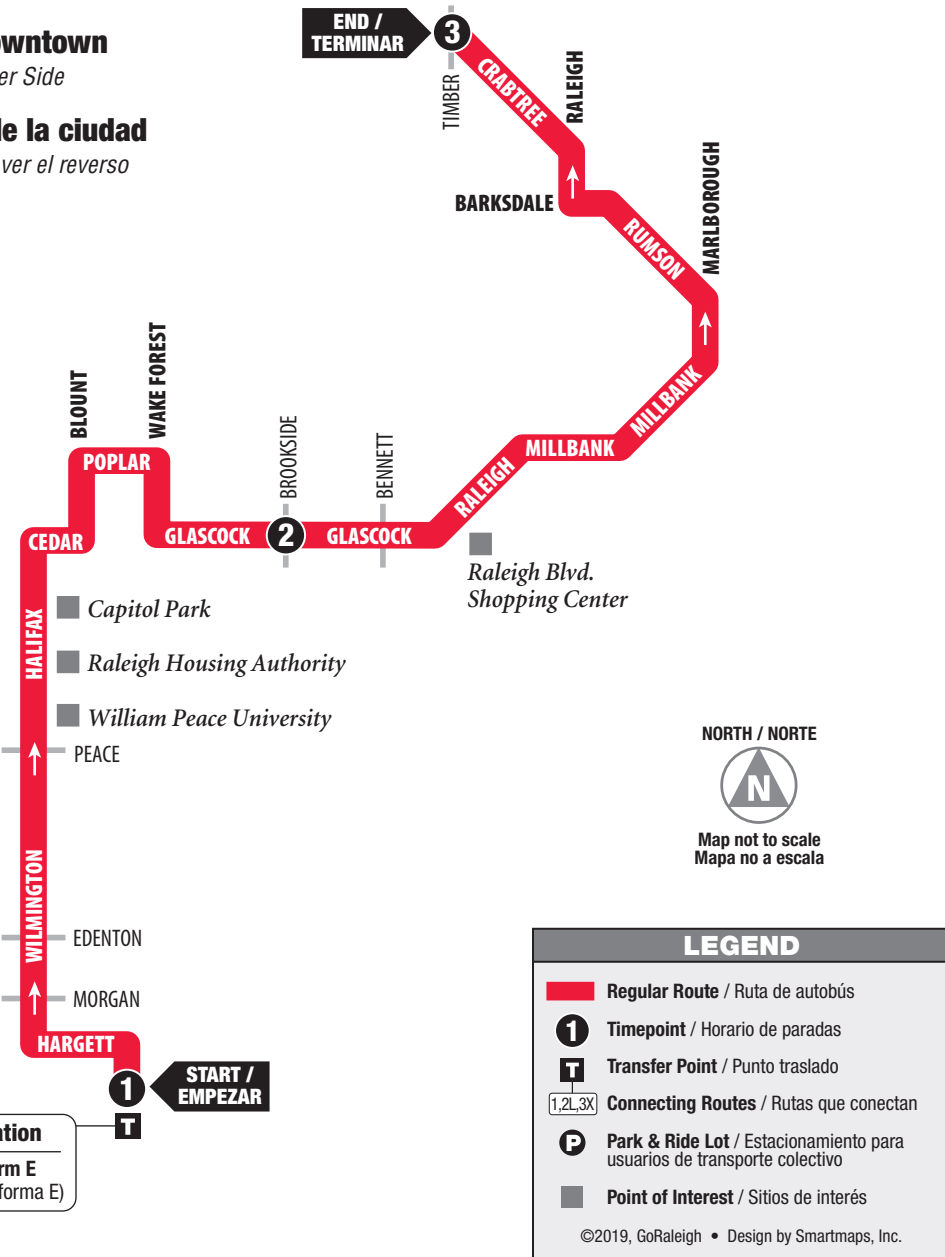 er Side
de la ciudad
ver el reverso
END /
TERMINAR
3
TIMBER
CRABTREE
RALEIGH
BARKSDALE
RUMSON
MARLBOROUGH
MILLBANK
MILLBANK
RALEIGH
BLOUNT
WAKE FOREST
POPLAR
BROOKSIDE
BENNETT
CEDAR
GLASCOCK
2
GLASCOCK
Raleigh Blvd.
Shopping Center
HALIFAX
Capitol Park
Raleigh Housing Authority
William Peace University
PEACE
WILMINGTON
EDENTON
MORGAN
HARGETT
1
START /
EMPEZAR
T
E
E)
NORTH / NORTE
N
Map not to scale
Mapa no a escala
LEGEND
Regular Route / Ruta de autobús
1 Timepoint / Horario de paradas
T Transfer Point / Punto traslado
1,2L,3X Connecting Routes / Rutas que conectan
P Park & Ride Lot / Estacionamiento para
usuarios de transporte colectivo
Point of Interest / Sitios de interés
©2019, GoRaleigh • Design by Smartmaps, Inc.